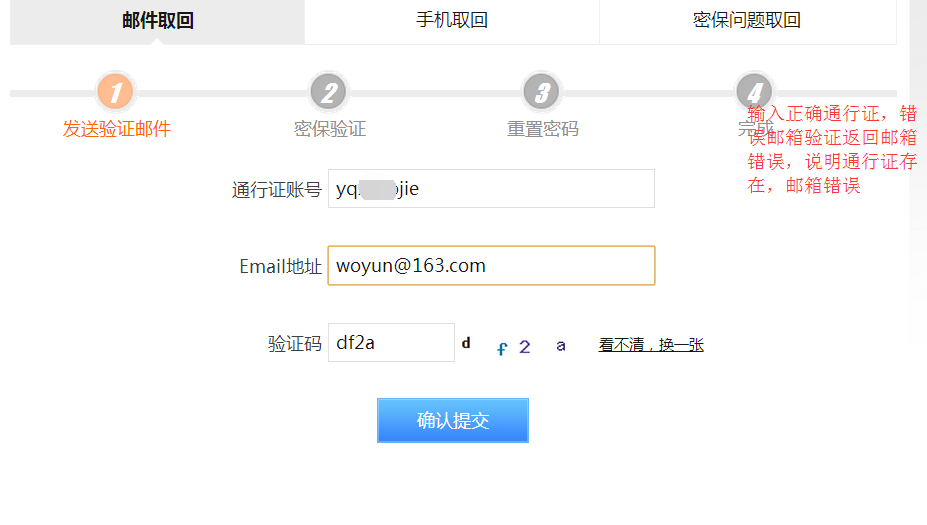 邮件取回
手机取回
密保问题取回
1
2
3
4
发送验证邮件
密保验证
重置密码
完成
输入正确通行证，错
误邮箱验证返回邮箱
错误，说明通行证存
在，邮箱错误
通行证账号
Email地址
woyun@163.com
验证码
df2a
d f 2 a
看不清，换一张
确认提交